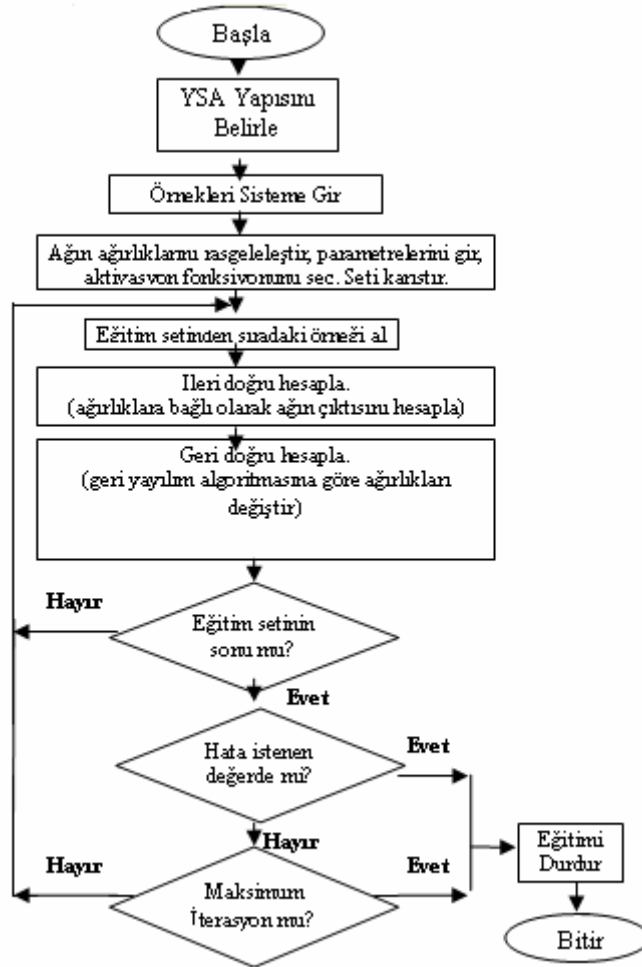 Başla
YSA Yapısını
Belirle
Örnekleri Sisteme Gir
Ağın ağırlıklarını rasgeleleştir, parametrelerini gir,
aktivasyon fonksiyonunu sec. Seti karıstır.
Eğitim setinden sıradaki örneği al
Ileri doğru hesapla.
(ağırlıklara bağlı olarak ağın çıktısını hesapla)
Geri doğru hesapla.
(geri yayılım algoritmasına göre ağırlıkları
değiştir)
Hayır
Eğitim setinin
sonu mu?
Evet
Hata istenen
değerde mi?
Evet
Hayır
Hayır
Maksimum
İterasyon mu?
Evet
Eğitimi
Durdur
Bitir